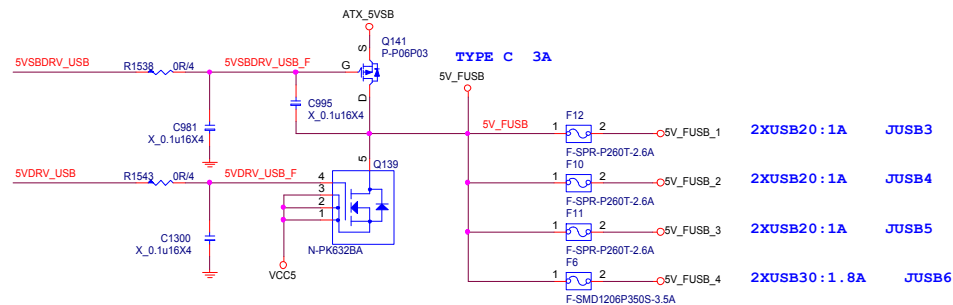 ATX_5VSB
Q141
P-P06P03
S
G
D
TYPE C 3A
5V_FUSB
5VSBDRV_USB
R1538
0R/4
5VSBDRV_USB_F
C981
X_0.1u16X4
C995
X_0.1u16X4
5V_FUSB
F12
1
2
F-SPR-P260T-2.6A
5V_FUSB_1
2XUSB20:1A JUSB3
F10
1
2
F-SPR-P260T-2.6A
5V_FUSB_2
2XUSB20:1A JUSB4
F11
1
2
F-SPR-P260T-2.6A
5V_FUSB_3
2XUSB20:1A JUSB5
F6
1
2
F-SMD1206P350S-3.5A
5V_FUSB_4
2XUSB30:1.8A JUSB6
5VDRV_USB
R1543
0R/4
5VDRV_USB_F
C1300
X_0.1u16X4
5
Q139
4
3
2
1
N-PK632BA
VCC5